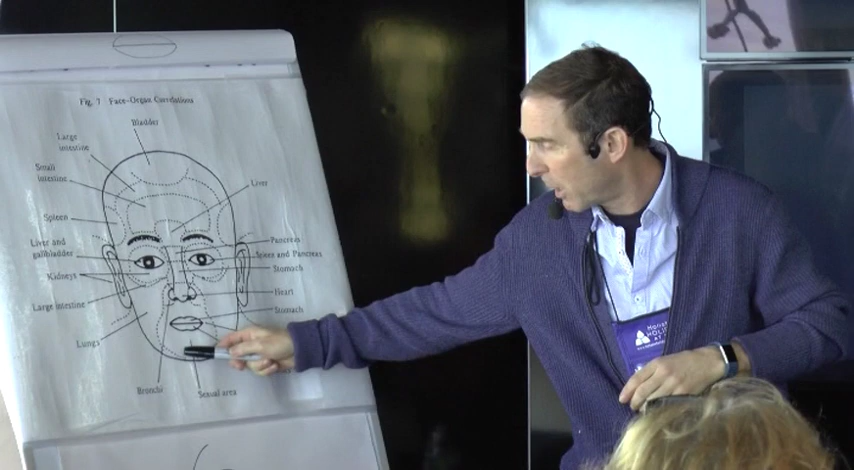 Fig. 7 Face-Organ Correlations
Bladder
Large
intestine
Small
intestine
Liver
Spleen
Liver and
gallbladder
Pancreas
Spleen and Pancreas
Kidneys
Stomach
Large intestine
Heart
Stomach
Lungs
Bronchi
Sexual area